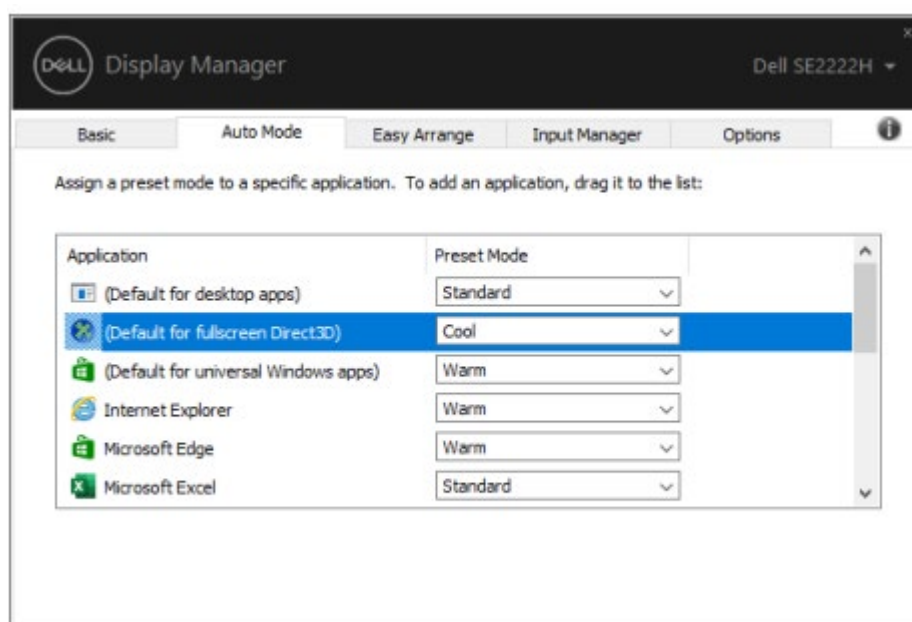 DELL Display Manager
Dell SE2222H
Basic Auto Mode Easy Arrange Input Manager Options
Assign a preset mode to a specific application. To add an application, drag it to the list:
Application Preset Mode
(Default for desktop apps) Standard
(Default for fullscreen Direct3D) Cool
(Default for universal Windows apps) Warm
Internet Explorer Warm
Microsoft Edge Warm
Microsoft Excel Standard